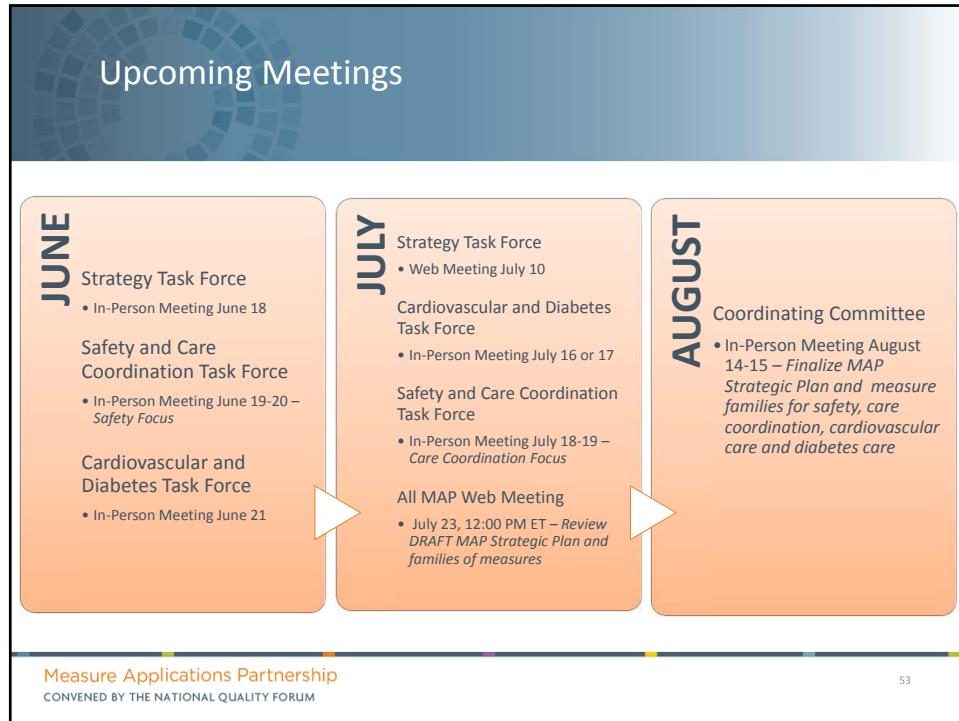 Upcoming Meetings
JUNE
Strategy Task Force
• In-Person Meeting June 18
Safety and Care
Coordination Task Force
• In-Person Meeting June 19-20 –
Safety Focus
Cardiovascular and
Diabetes Task Force
• In-Person Meeting June 21
JULY
Strategy Task Force
• Web Meeting July 10
Cardiovascular and Diabetes
Task Force
• In-Person Meeting July 16 or 17
Safety and Care Coordination
Task Force
• In-Person Meeting July 18-19 –
Care Coordination Focus
All MAP Web Meeting
• July 23, 12:00 PM ET – Review
DRAFT MAP Strategic Plan and
families of measures
AUGUST
Coordinating Committee
• In-Person Meeting August
14-15 – Finalize MAP
Strategic Plan and measure
families for safety, care
coordination, cardiovascular
care and diabetes care
Measure Applications Partnership
CONVENED BY THE NATIONAL QUALITY FORUM
53